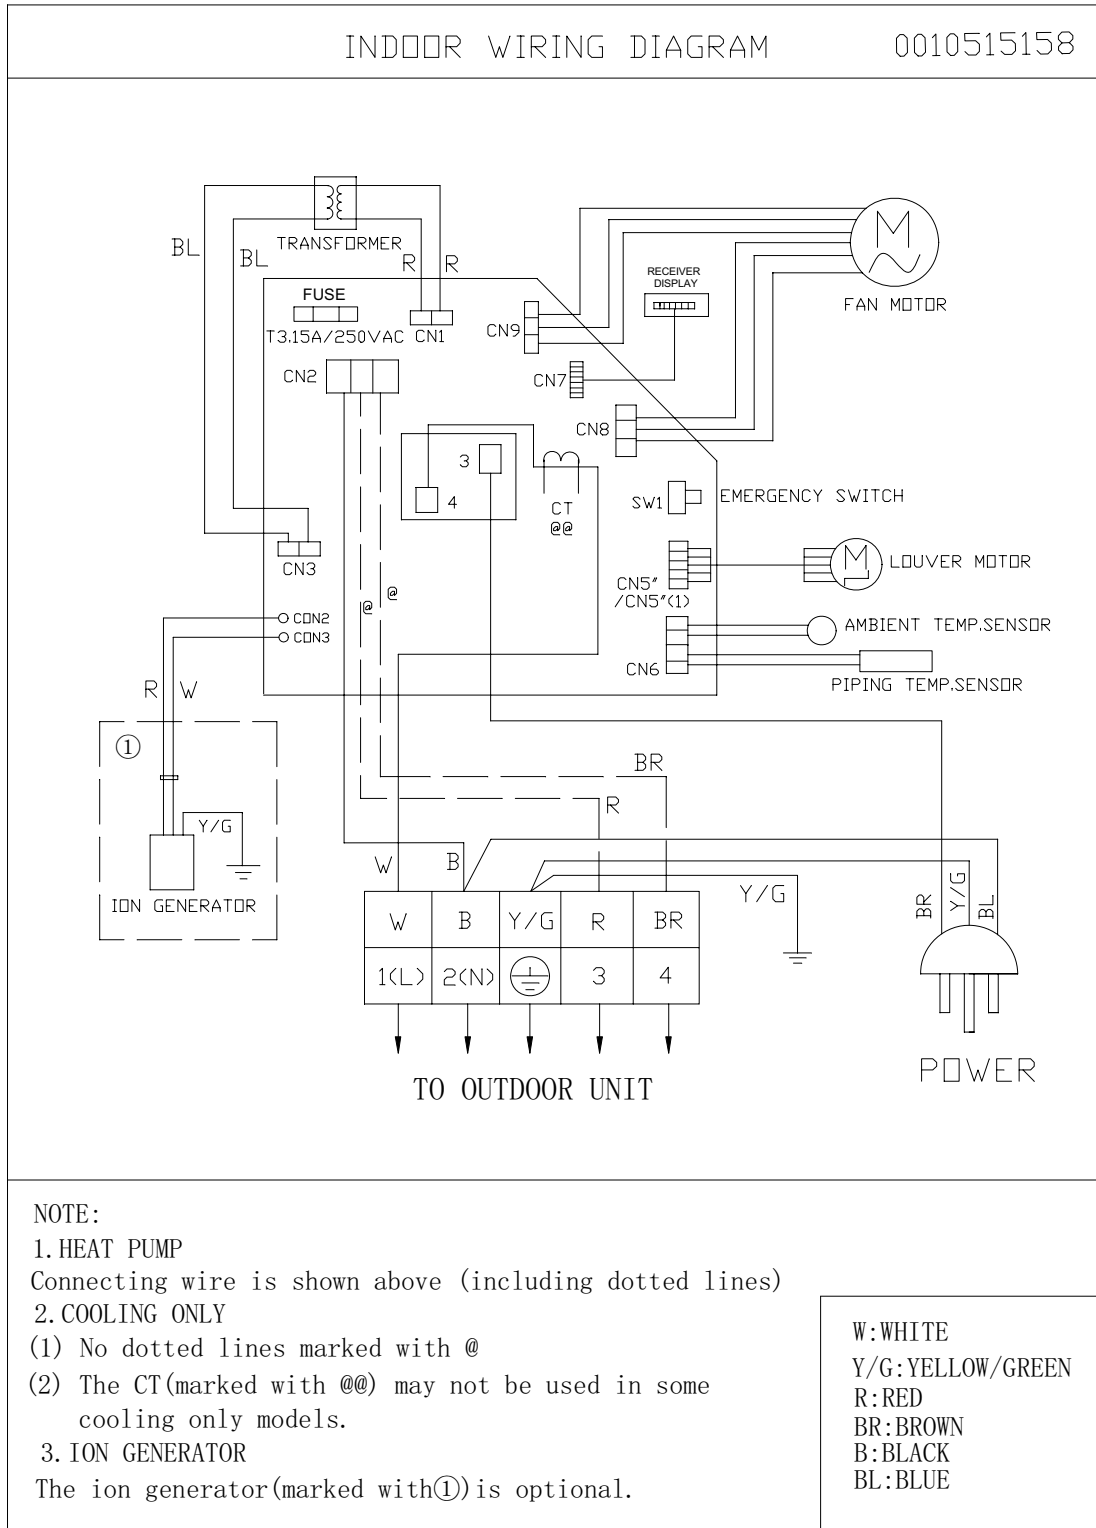 INDOOR WIRING DIAGRAM
0010515158
TRANSFORMER
BL
BL
R
R
FUSE
T3.15A/250VAC
CN1
CN9
RECEIVER
DISPLAY
FAN MOTOR
M
CN2
CN7
CN8
3
4
CT
@@
SW1
EMERGENCY SWITCH
CN3
CN5"
/CN5"(1)
M
LOUVER MOTOR
@
@
CON2
CON3
CN6
AMBIENT TEMP.SENSOR
PIPING TEMP.SENSOR
R
W
①
Y/G
ION GENERATOR
BR
R
W
B
Y/G
BR
Y/G
BL
W B Y/G R BR
1(L) 2(N) 3 4
TO OUTDOOR UNIT
POWER
NOTE:
1.HEAT PUMP
Connecting wire is shown above (including dotted lines)
2.COOLING ONLY
(1) No dotted lines marked with @
(2) The CT(marked with @@) may not be used in some
cooling only models.
3.ION GENERATOR
The ion generator(marked with①)is optional.
W:WHITE
Y/G:YELLOW/GREEN
R:RED
BR:BROWN
B:BLACK
BL:BLUE